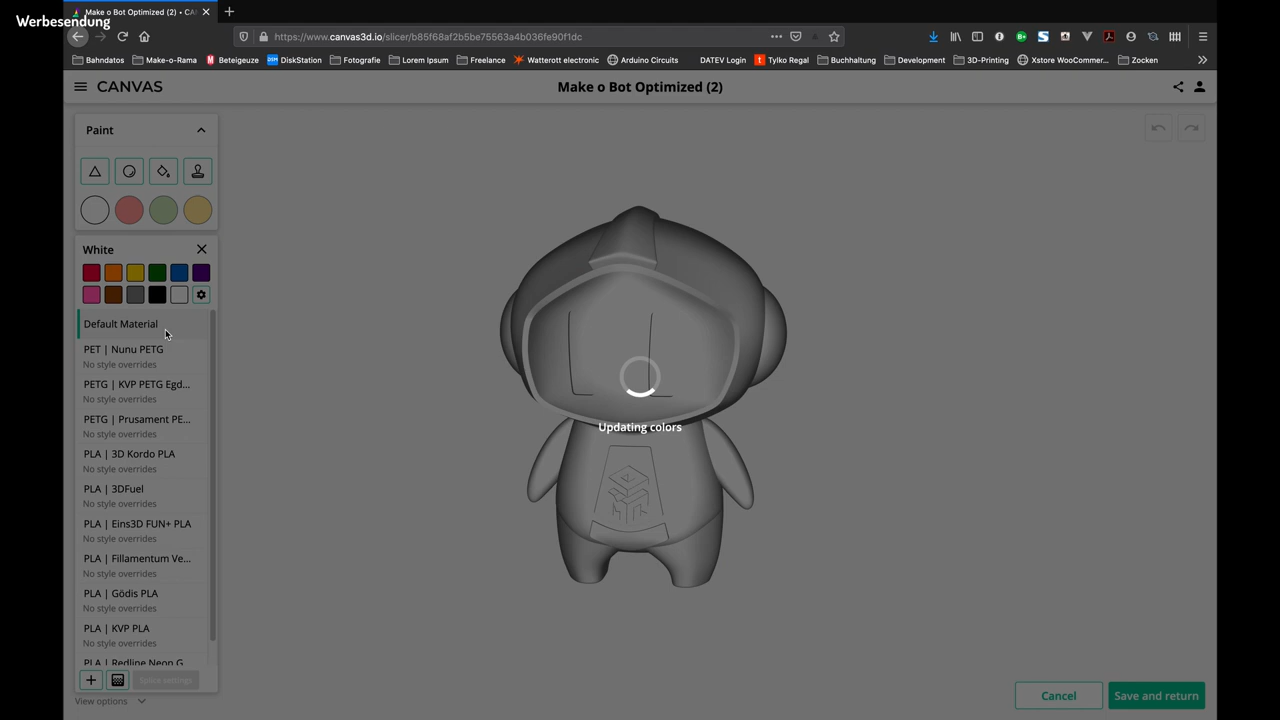 Make o Bot Optimized (2) • CA
Werbesendung
https://www.canvas3d.io/slicer/b85f68af2b5be75563a4b036fe90f1dc
Bahndatos
Make-o-Rama
Beteigeuze
DiskStation
Fotografie
Lorem Ipsum
Freelance
Watterott electronic
Arduino Circuits
DATEV Login
Tylko Regal
Buchhaltung
Development
3D-Printing
Xstore WooCommer...
Zocken
CANVAS
Make o Bot Optimized (2)
Paint
White
Default Material
PET | Nunu PETG
No style overrides
PETG | KVP PETG Egd...
No style overrides
PETG | Prusament PE...
No style overrides
PLA | 3D Kordo PLA
No style overrides
PLA | 3DFuel
No style overrides
PLA | Eins3D FUN+ PLA
No style overrides
PLA | Fillamentum Ve...
No style overrides
PLA | Gödis PLA
No style overrides
PLA | KVP PLA
No style overrides
PLA | Redline Neon G
Splice settings
View options
Updating colors
Cancel
Save and return